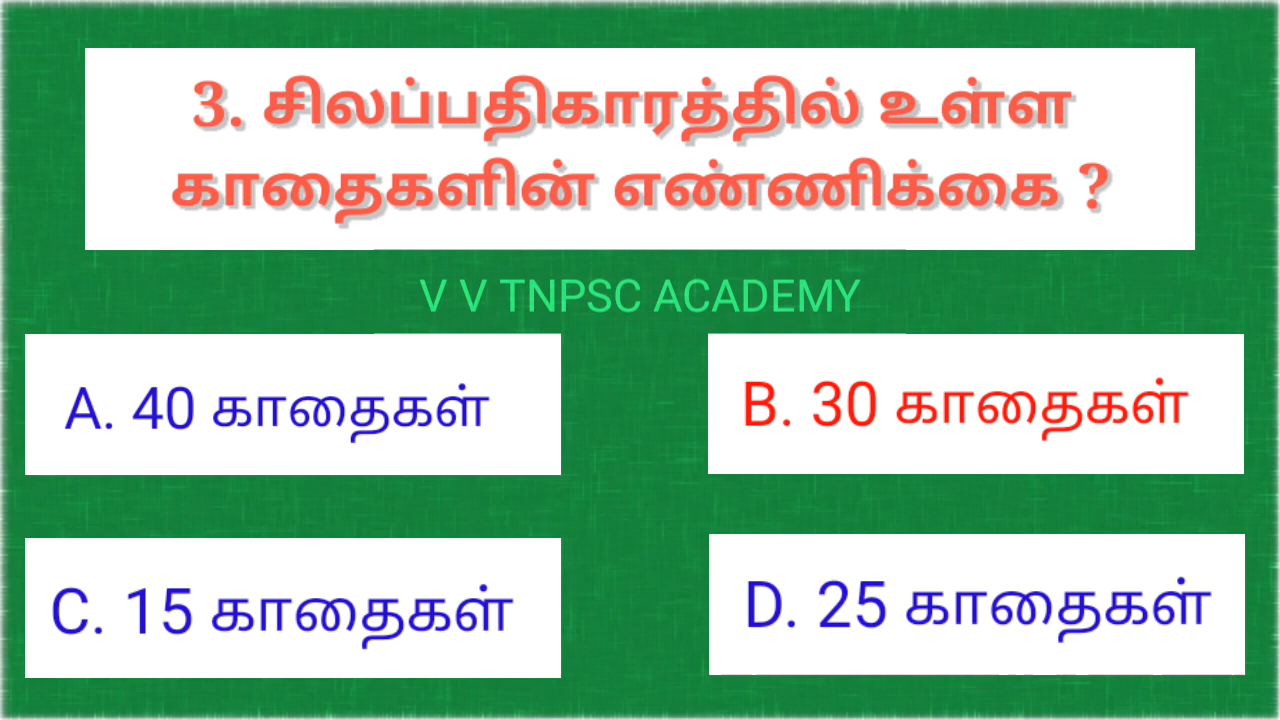 3. சிலப்பதிகாரத்தில் உள்ள
காதைகளின் எண்ணிக்கை ?
V V TNPSC ACADEMY
A. 40 காதைகள்
B. 30 காதைகள்
C. 15 காதைகள்
D. 25 காதைகள்